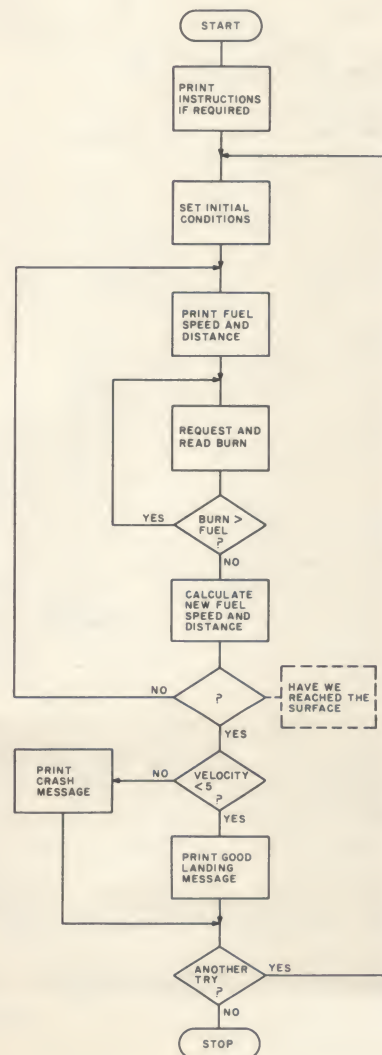 START
PRINT
INSTRUCTIONS
IF REQUIRED
SET INITIAL
CONDITIONS
PRINT FUEL
SPEED AND
DISTANCE
REQUEST AND
READ BURN
YES
BURN >
FUEL
?
NO
CALCULATE
NEW FUEL
SPEED AND
DISTANCE
NO
?
HAVE WE
REACHED THE
SURFACE
YES
PRINT
CRASH
MESSAGE
NO
VELOCITY
<5
?
YES
PRINT GOOD
LANDING
MESSAGE
ANOTHER
TRY
?
YES
NO
STOP